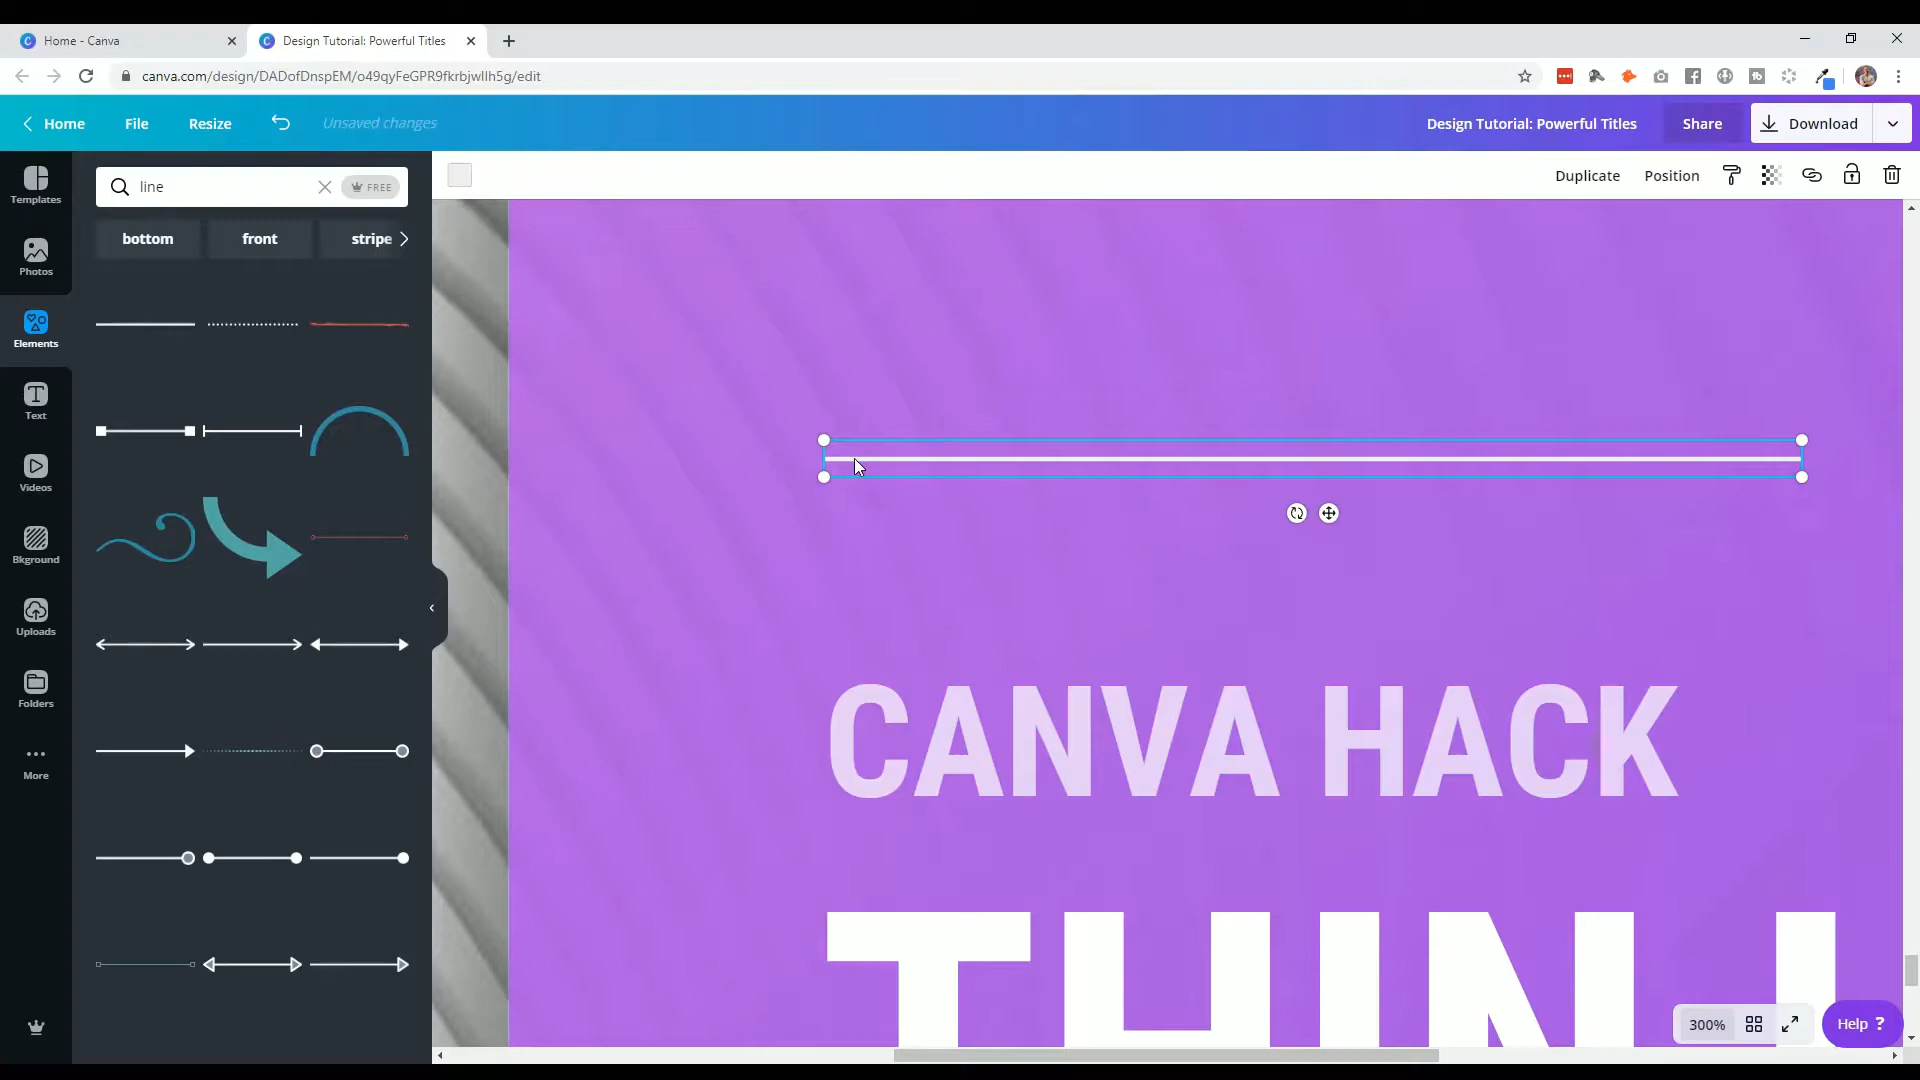 Home - Canva
Design Tutorial: Powerful Titles
canva.com/design/DADofDnspEM/o49qyFeGPR9fkrbjwllh5g/edit
Home
File
Resize
Unsaved changes
Design Tutorial: Powerful Titles
Share
Download
Templates
line
FREE
Duplicate
Position
bottom
front
stripe
Photos
Elements
Text
Videos
Bkground
Uploads
Folders
More
CANVA HACK
300%
Help ?